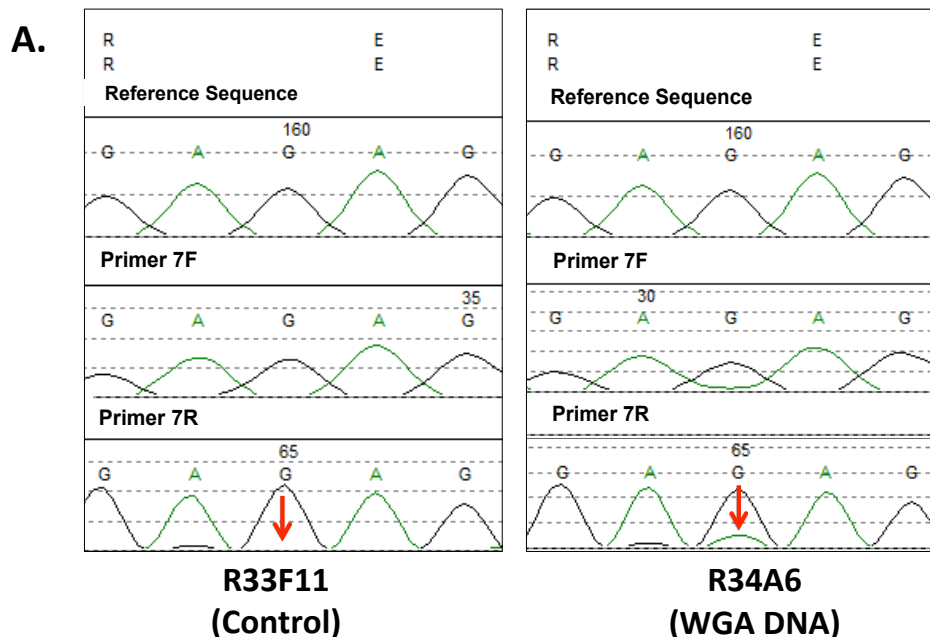 A.
R E
R E
Reference Sequence
160
G A G A G
Primer 7F
35
G A G A G
Primer 7R
65
G A G A G
R33F11
(Control)
R E
R E
Reference Sequence
160
G A G A G
Primer 7F
30
G A G A G
Primer 7R
65
G A G A G
R34A6
(WGA DNA)